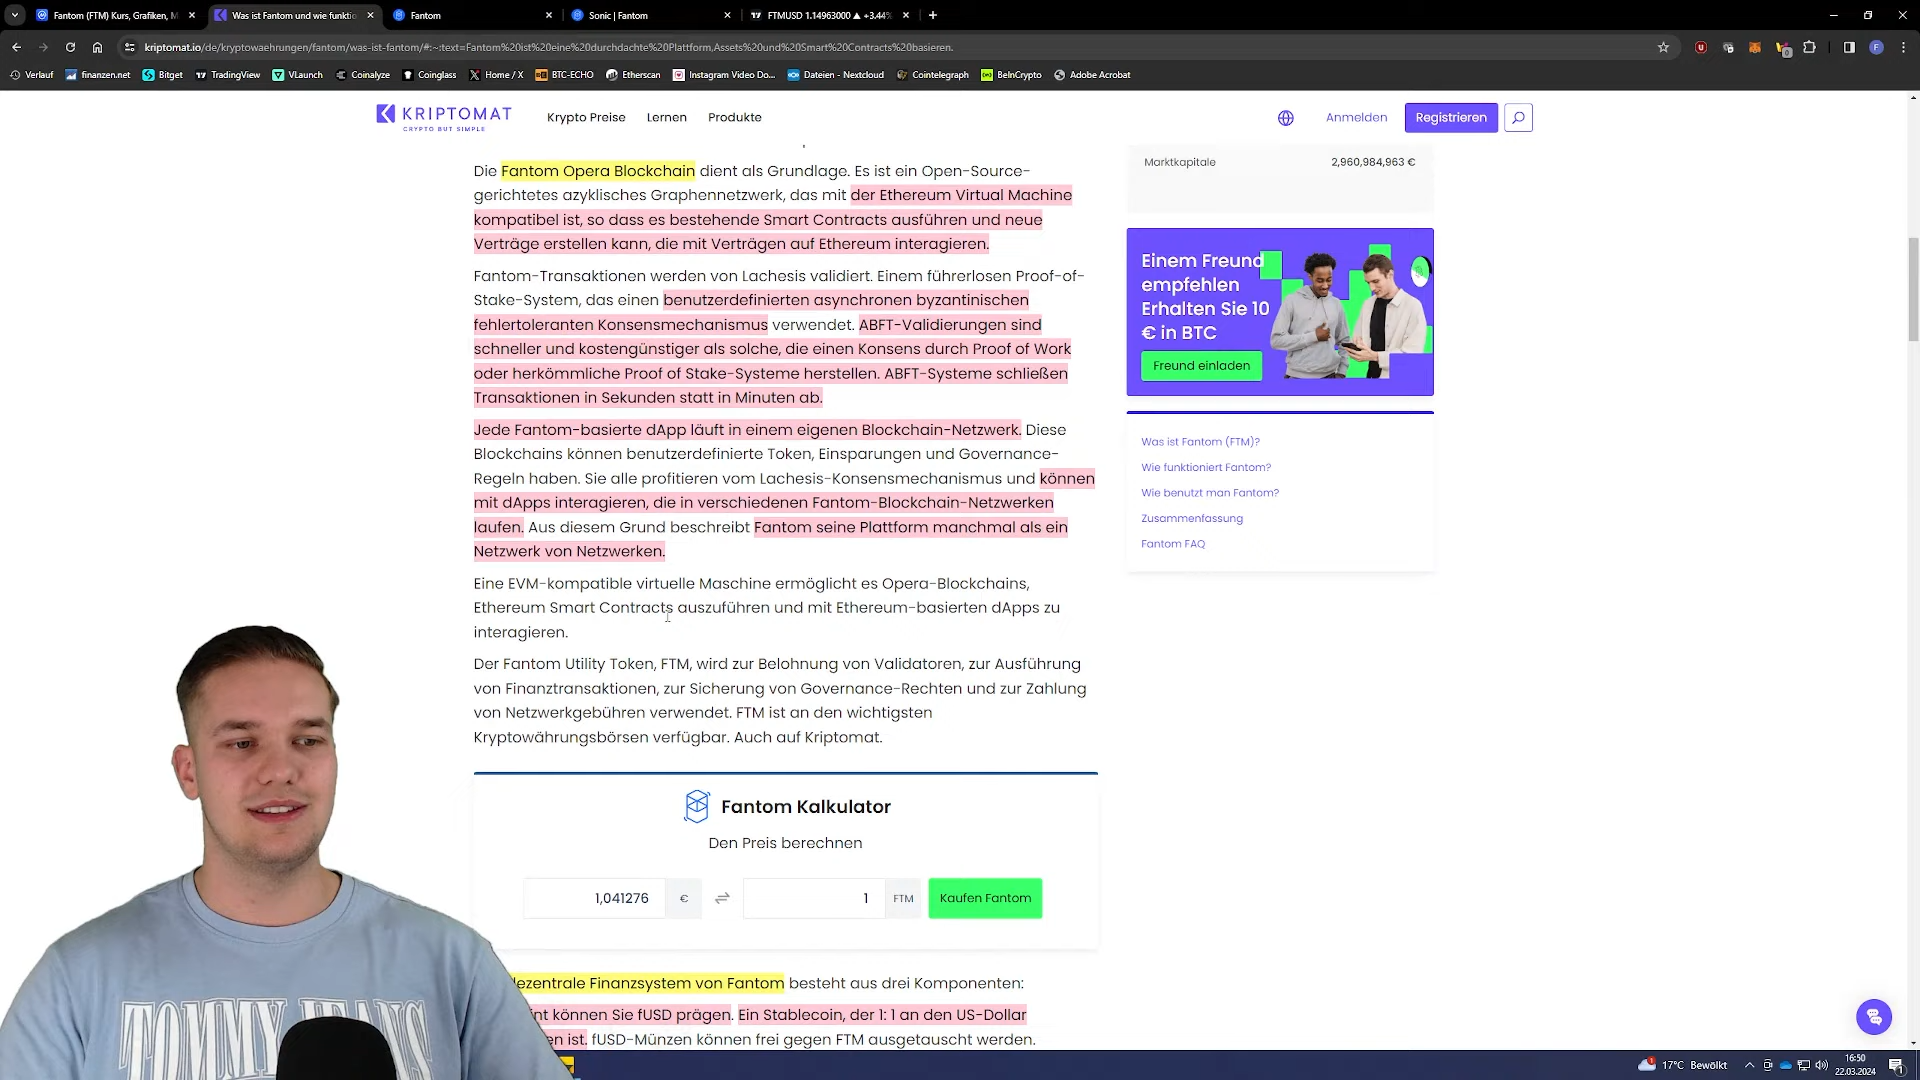 Fantom (FTM) Kurs, Grafiken, M
Was ist Fantom und wie funktio
Fantom
Sonic | Fantom
FTMUSD 1.14963000 ▲ +3.44%
kriptomat.io/de/kryptowaehrungen/fantom/was-ist-fantom/#:~:text=Fantom%20ist%20eine%20durchdachte%20Plattform,Assets%20und%20Smart%20Contracts%20basieren.
Verlauf finanzen.net Bitget TradingView VLaunch Coinalyze Coinglass Home / X BTC-ECHO Etherscan Instagram Video Do... Dateien - Nextcloud Cointelegraph BeInCrypto Adobe Acrobat
KRIPTOMAT
CRYPTO BUT SIMPLE
Krypto Preise Lernen Produkte
Anmelden Registrieren
Die Fantom Opera Blockchain dient als Grundlage. Es ist ein Open-Source-
gerichtetes azyklisches Graphennetzwerk, das mit der Ethereum Virtual Machine
kompatibel ist, so dass es bestehende Smart Contracts ausführen und neue
Verträge erstellen kann, die mit Verträgen auf Ethereum interagieren.
Fantom-Transaktionen werden von Lachesis validiert. Einem führerlosen Proof-of-
Stake-System, das einen benutzerdefinierten asynchronen byzantinischen
fehlertoleranten Konsensmechanismus verwendet. ABFT-Validierungen sind
schneller und kostengünstiger als solche, die einen Konsens durch Proof of Work
oder herkömmliche Proof of Stake-Systeme herstellen. ABFT-Systeme schließen
Transaktionen in Sekunden statt in Minuten ab.
Jede Fantom-basierte dApp läuft in einem eigenen Blockchain-Netzwerk. Diese
Blockchains können benutzerdefinierte Token, Einsparungen und Governance-
Regeln haben. Sie alle profitieren vom Lachesis-Konsensmechanismus und können
mit dApps interagieren, die in verschiedenen Fantom-Blockchain-Netzwerken
laufen. Aus diesem Grund beschreibt Fantom seine Plattform manchmal als ein
Netzwerk von Netzwerken.
Eine EVM-kompatible virtuelle Maschine ermöglicht es Opera-Blockchains,
Ethereum Smart Contracts auszuführen und mit Ethereum-basierten dApps zu
interagieren.
Der Fantom Utility Token, FTM, wird zur Belohnung von Validatoren, zur Ausführung
von Finanztransaktionen, zur Sicherung von Governance-Rechten und zur Zahlung
von Netzwerkgebühren verwendet. FTM ist an den wichtigsten
Kryptowährungsbörsen verfügbar. Auch auf Kriptomat.
Fantom Kalkulator
Den Preis berechnen
1,041276 € 1 FTM Kaufen Fantom
dezentrale Finanzsystem von Fantom besteht aus drei Komponenten:
können Sie fUSD prägen. Ein Stablecoin, der 1: 1 an den US-Dollar
ist. fUSD-Münzen können frei gegen FTM ausgetauscht werden.
Marktkapitale 2,960,984,963 €
Einem Freund
empfehlen
Erhalten Sie 10
€ in BTC
Freund einladen
Was ist Fantom (FTM)?
Wie funktioniert Fantom?
Wie benutzt man Fantom?
Zusammenfassung
Fantom FAQ
TOMMY JEANS
17°C Bewölkt
16:50
22.03.2024